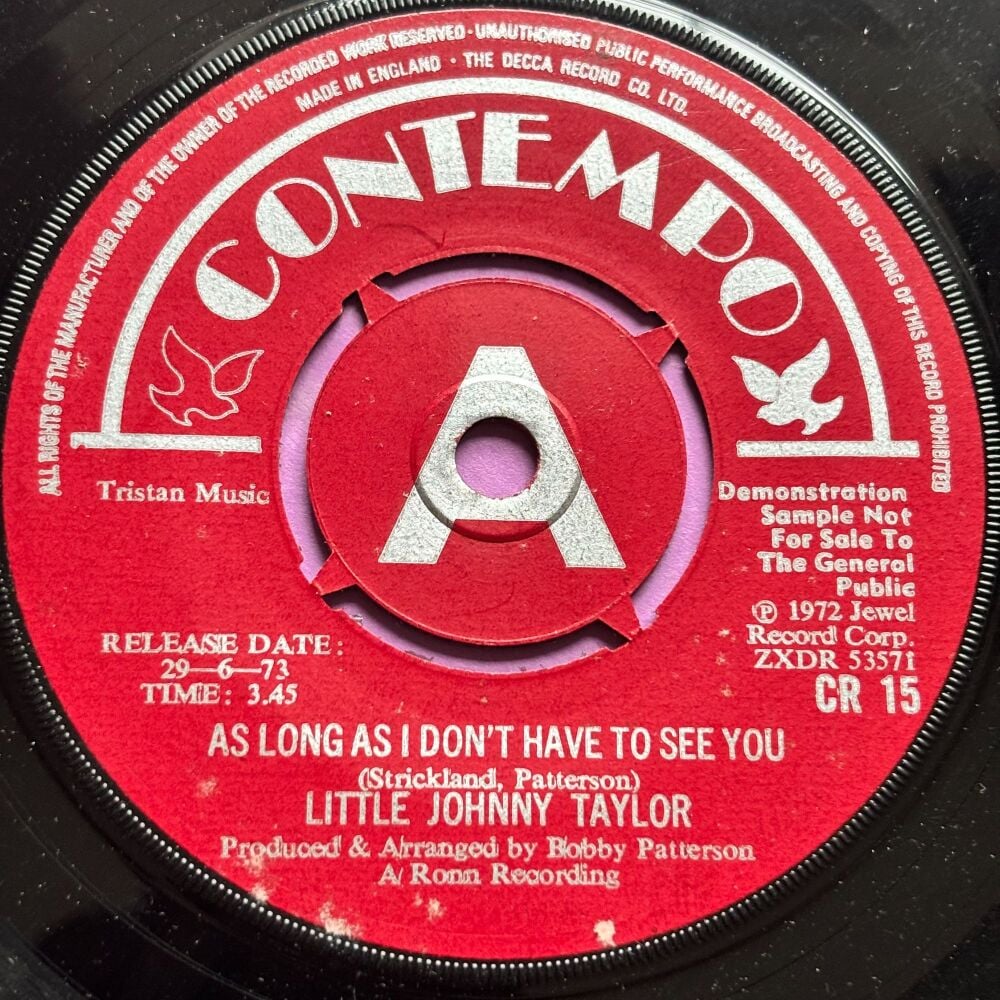 ALL RIGHTS OF THE MANUFACTURER AND OF THE OWNER OF THE RECORDED WORK RESERVED · UNAUTHORISED PUBLIC PERFORMANCE BROADCASTING AND COPYING OF THIS RECORD PROHIBITED
MADE IN ENGLAND · THE DECCA RECORD CO. LTD.
CONTEMPO
A
Tristan Music
Demonstration
Sample Not
For Sale To
The General
Public
℗ 1972 Jewel
Record Corp.
ZXDR 53571
CR 15
RELEASE DATE:
29—6—73
TIME: 3.45
AS LONG AS I DON'T HAVE TO SEE YOU
(Strickland, Patterson)
LITTLE JOHNNY TAYLOR
Produced & Arranged by Bobby Patterson
A Ronn Recording